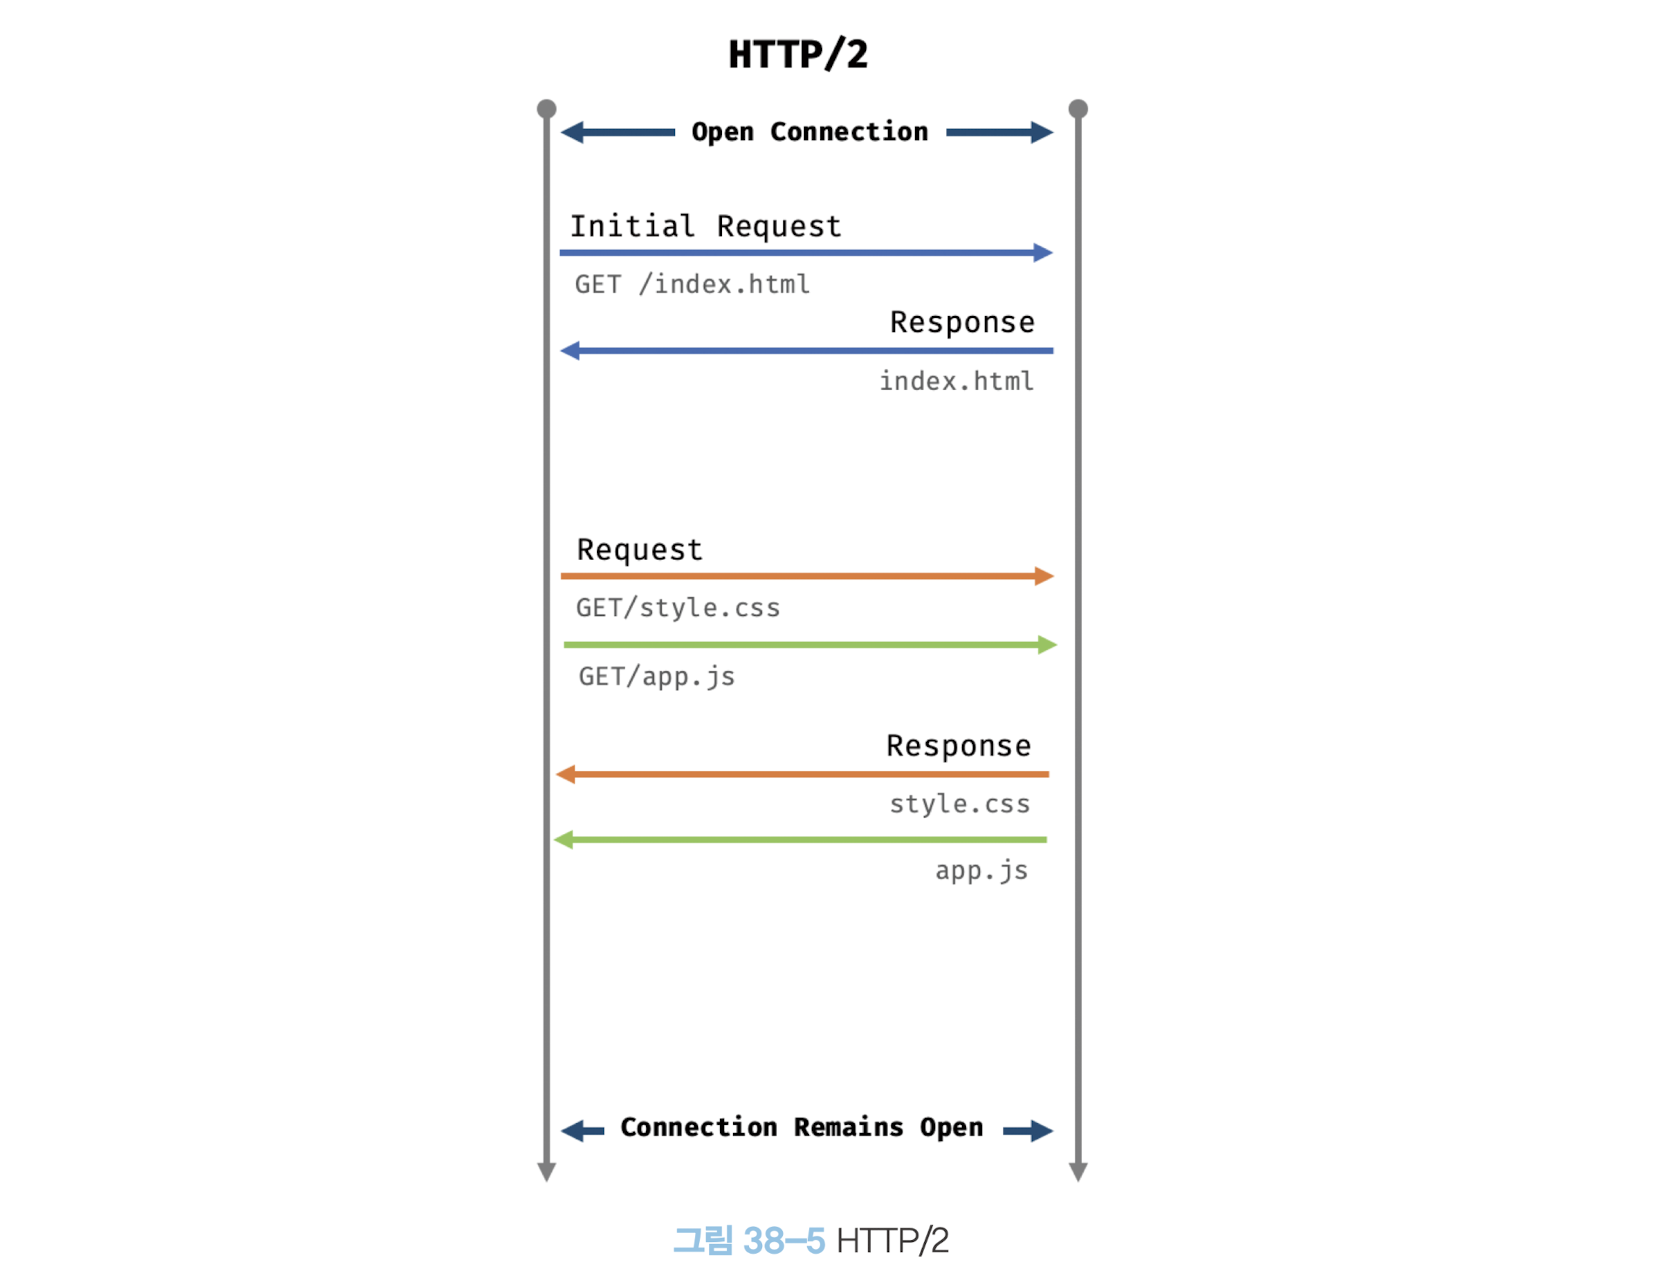 HTTP/2
Open Connection
Initial Request
GET /index.html
Response
index.html
Request
GET/style.css
GET/app.js
Response
style.css
app.js
Connection Remains Open
그림 38-5 HTTP/2